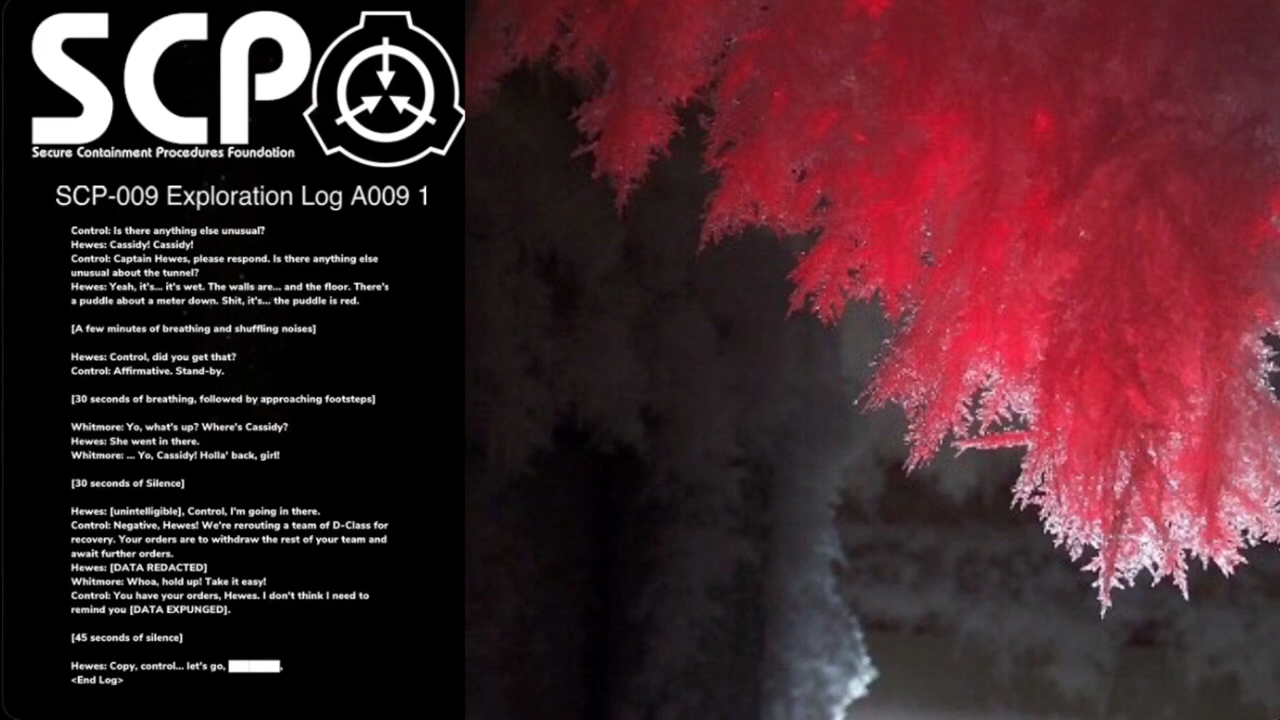 SCP
Secure Containment Procedures Foundation
SCP-009 Exploration Log A009 1
Control: Is there anything else unusual?
Hewes: Cassidy! Cassidy!
Control: Captain Hewes, please respond. Is there anything else
unusual about the tunnel?
Hewes: Yeah, it's... it's wet. The walls are... and the floor. There's
a puddle about a meter down. Shit, it's... the puddle is red.
[A few minutes of breathing and shuffling noises]
Hewes: Control, did you get that?
Control: Affirmative. Stand-by.
[30 seconds of breathing, followed by approaching footsteps]
Whitmore: Yo, what's up? Where's Cassidy?
Hewes: She went in there.
Whitmore: ... Yo, Cassidy! Holla' back, girl!
[30 seconds of Silence]
Hewes: [unintelligible], Control, I'm going in there.
Control: Negative, Hewes! We're rerouting a team of D-Class for
recovery. Your orders are to withdraw the rest of your team and
await further orders.
Hewes: [DATA REDACTED]
Whitmore: Whoa, hold up! Take it easy!
Control: You have your orders, Hewes. I don't think I need to
remind you [DATA EXPUNGED].
[45 seconds of silence]
Hewes: Copy, control... let's go, ███████.
<End Log>